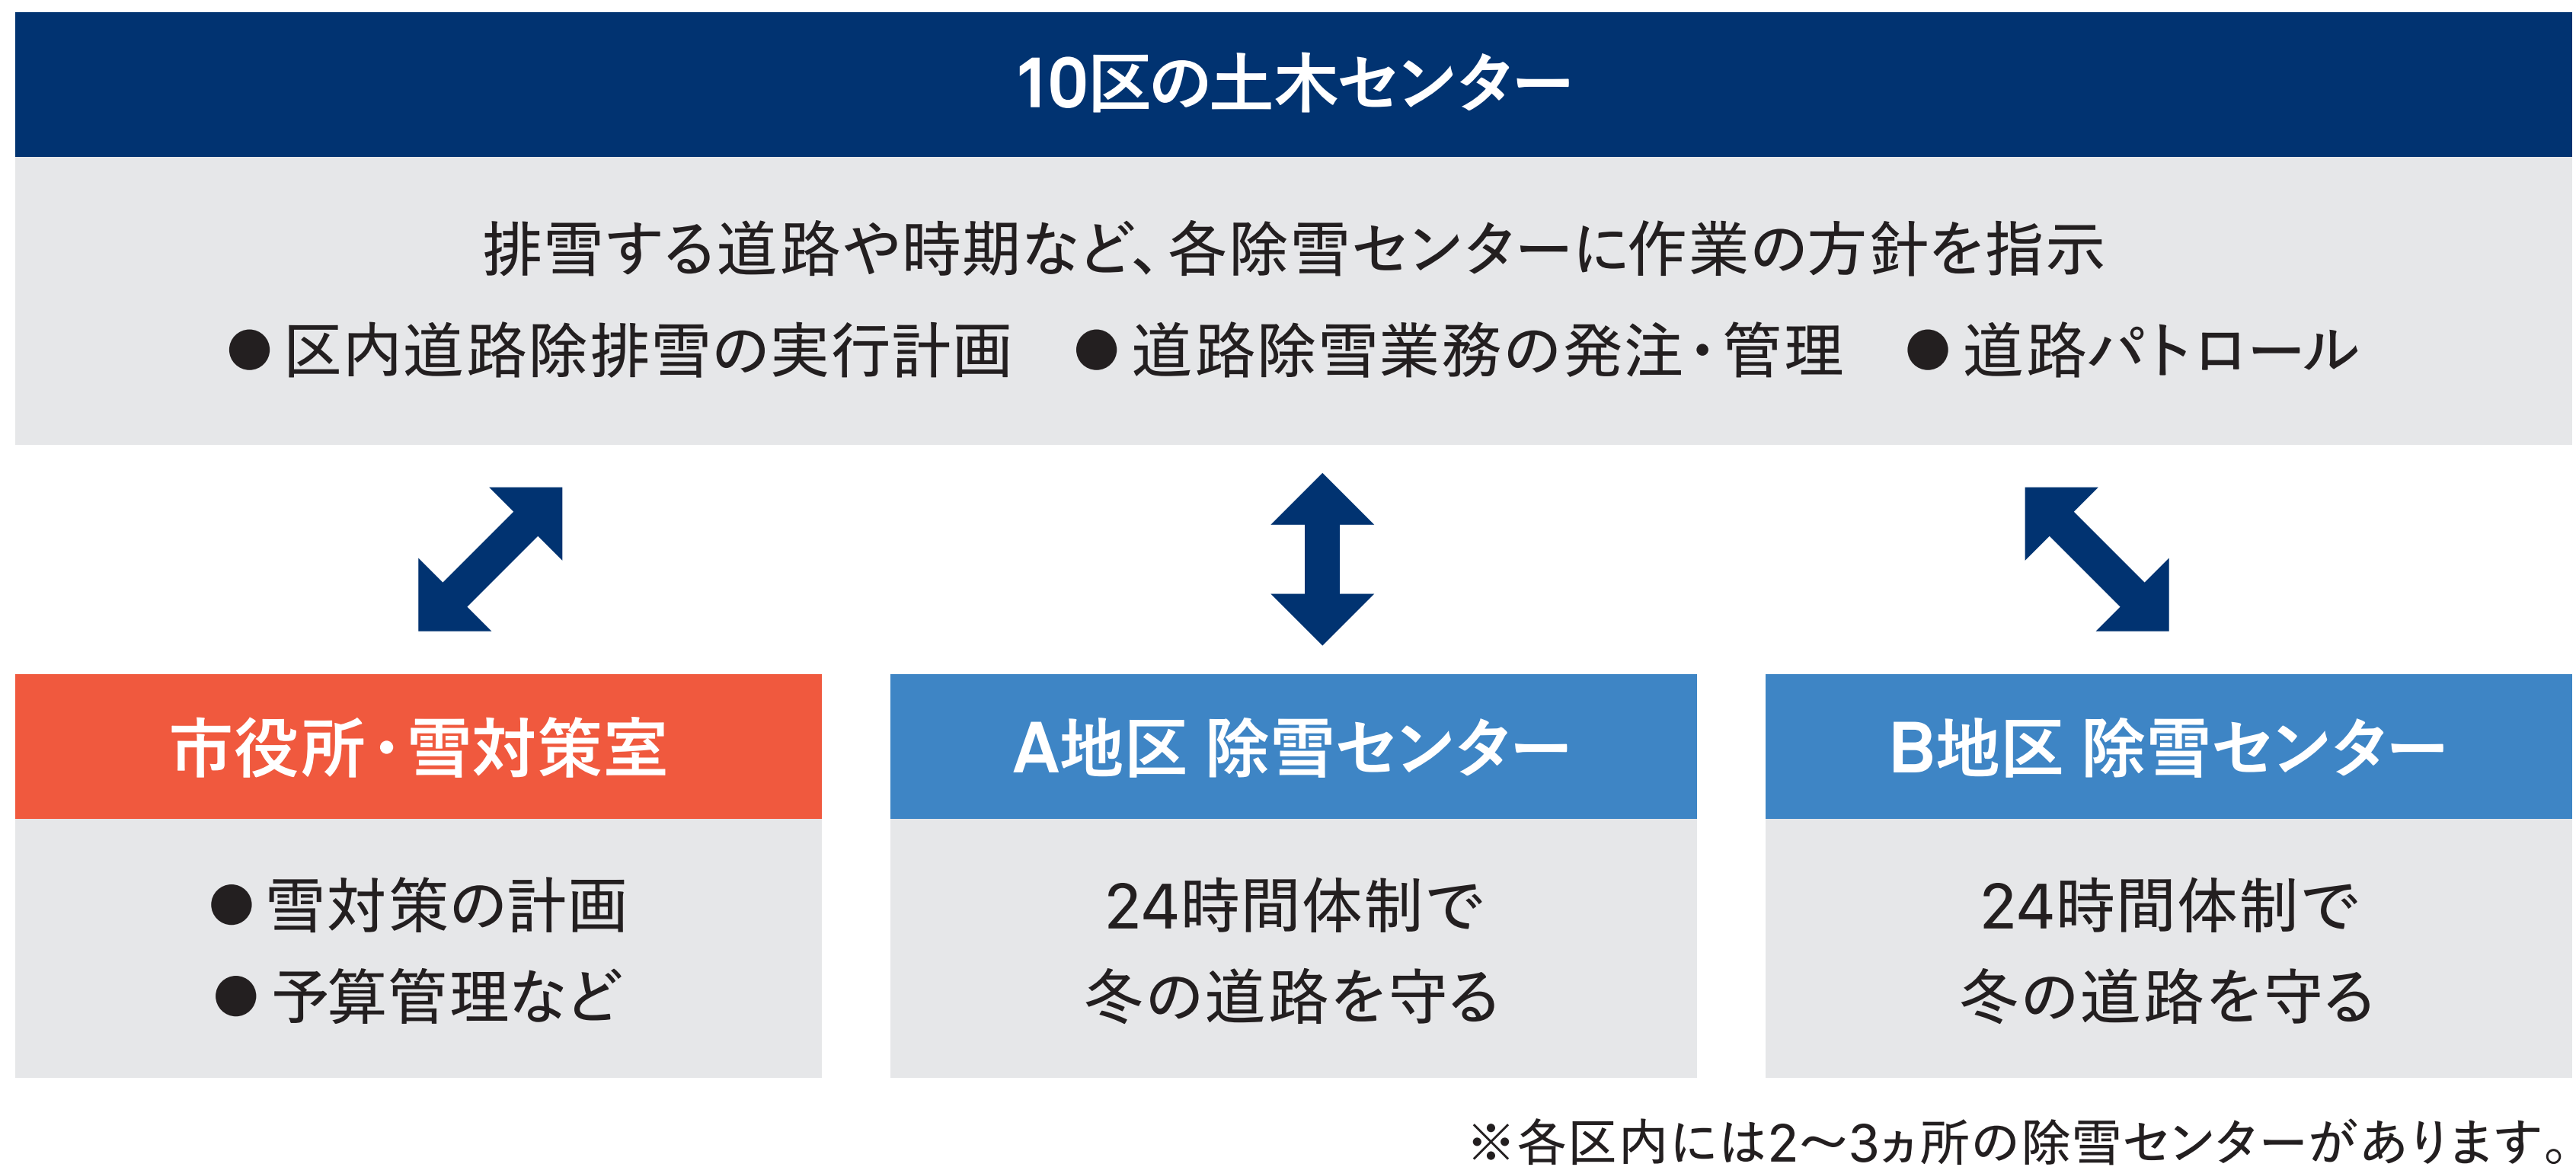 10区の土木センター
排雪する道路や時期など、各除雪センターに作業の方針を指示
●区内道路除排雪の実行計画 ●道路除雪業務の発注・管理 ●道路パトロール
市役所・雪対策室
●雪対策の計画
●予算管理など
A地区 除雪センター
24時間体制で
冬の道路を守る
B地区 除雪センター
24時間体制で
冬の道路を守る
※各区内には2〜3ヵ所の除雪センターがあります。